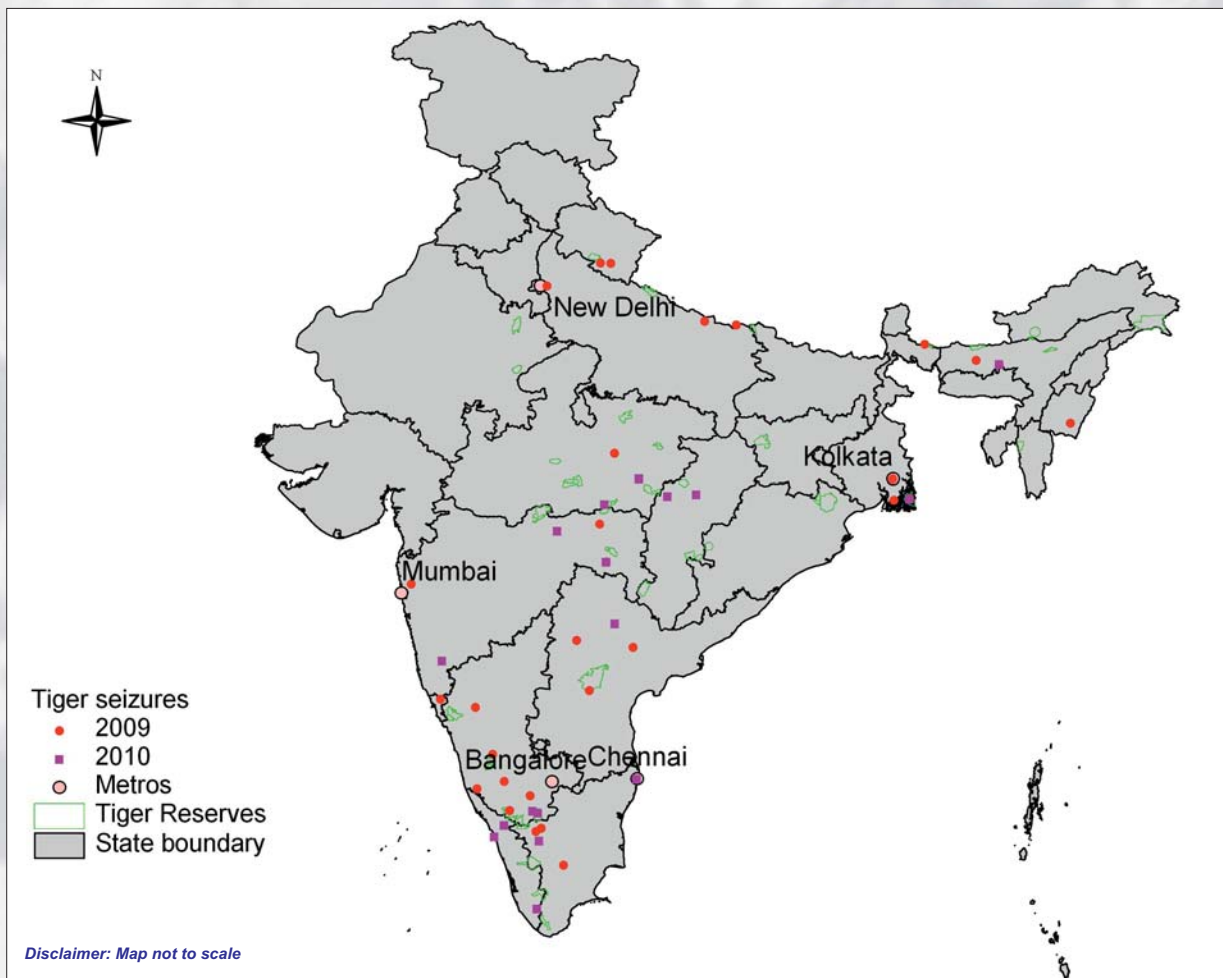 N
New Delhi
Kolkata
Mumbai
Bangalore
Chennai
Tiger seizures
2009
2010
Metros
Tiger Reserves
State boundary
Disclaimer: Map not to scale